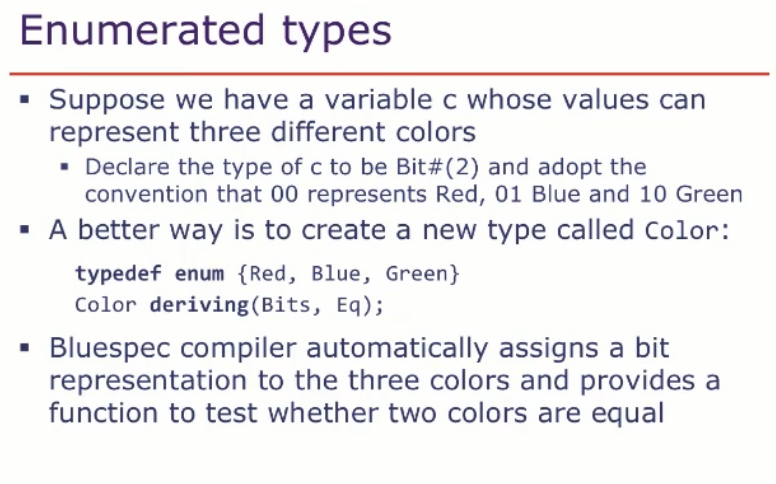 Enumerated types
▪ Suppose we have a variable c whose values can
represent three different colors
▪ Declare the type of c to be Bit#(2) and adopt the
convention that 00 represents Red, 01 Blue and 10 Green
▪ A better way is to create a new type called Color:
typedef enum {Red, Blue, Green}
Color deriving(Bits, Eq);
▪ Bluespec compiler automatically assigns a bit
representation to the three colors and provides a
function to test whether two colors are equal